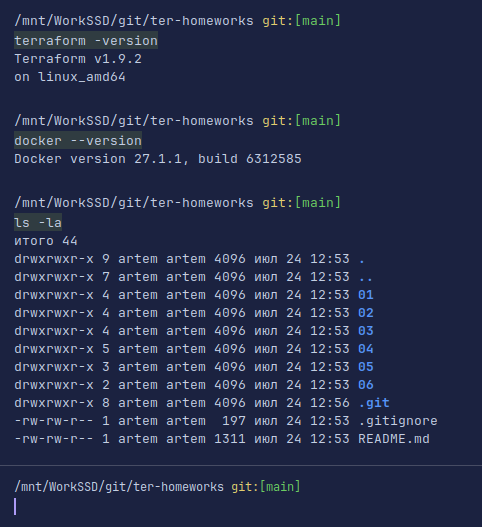 /mnt/WorkSSD/git/ter-homeworks git:[main]
terraform -version
Terraform v1.9.2
on linux_amd64
/mnt/WorkSSD/git/ter-homeworks git:[main]
docker --version
Docker version 27.1.1, build 6312585
/mnt/WorkSSD/git/ter-homeworks git:[main]
ls -la
итого 44
drwxrwxr-x 9 artem artem 4096 июл 24 12:53 .
drwxrwxr-x 7 artem artem 4096 июл 24 12:53 ..
drwxrwxr-x 4 artem artem 4096 июл 24 12:53 01
drwxrwxr-x 4 artem artem 4096 июл 24 12:53 02
drwxrwxr-x 4 artem artem 4096 июл 24 12:53 03
drwxrwxr-x 5 artem artem 4096 июл 24 12:53 04
drwxrwxr-x 3 artem artem 4096 июл 24 12:53 05
drwxrwxr-x 2 artem artem 4096 июл 24 12:53 06
drwxrwxr-x 8 artem artem 4096 июл 24 12:56 .git
-rw-rw-r-- 1 artem artem  197 июл 24 12:53 .gitignore
-rw-rw-r-- 1 artem artem 1311 июл 24 12:53 README.md
/mnt/WorkSSD/git/ter-homeworks git:[main]